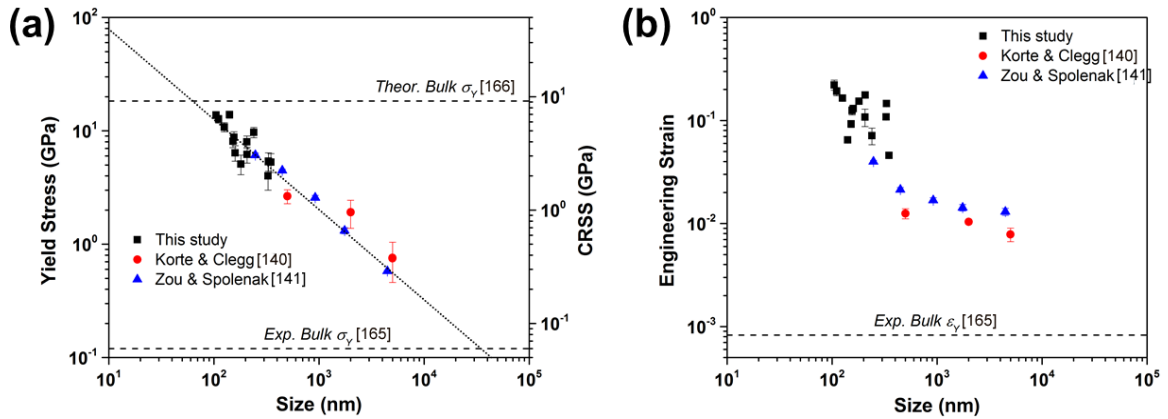 (a)
10²
10¹
10⁰
10⁻¹
Yield Stress (GPa)
Theor. Bulk σY [166]
This study
Korte & Clegg [140]
Zou & Spolenak [141]
Exp. Bulk σY [165]
10¹
10⁰
10⁻¹
CRSS (GPa)
10¹ 10² 10³ 10⁴ 10⁵
Size (nm)
(b)
10⁰
10⁻¹
10⁻²
10⁻³
Engineering Strain
This study
Korte & Clegg [140]
Zou & Spolenak [141]
Exp. Bulk εY [165]
10¹ 10² 10³ 10⁴ 10⁵
Size (nm)